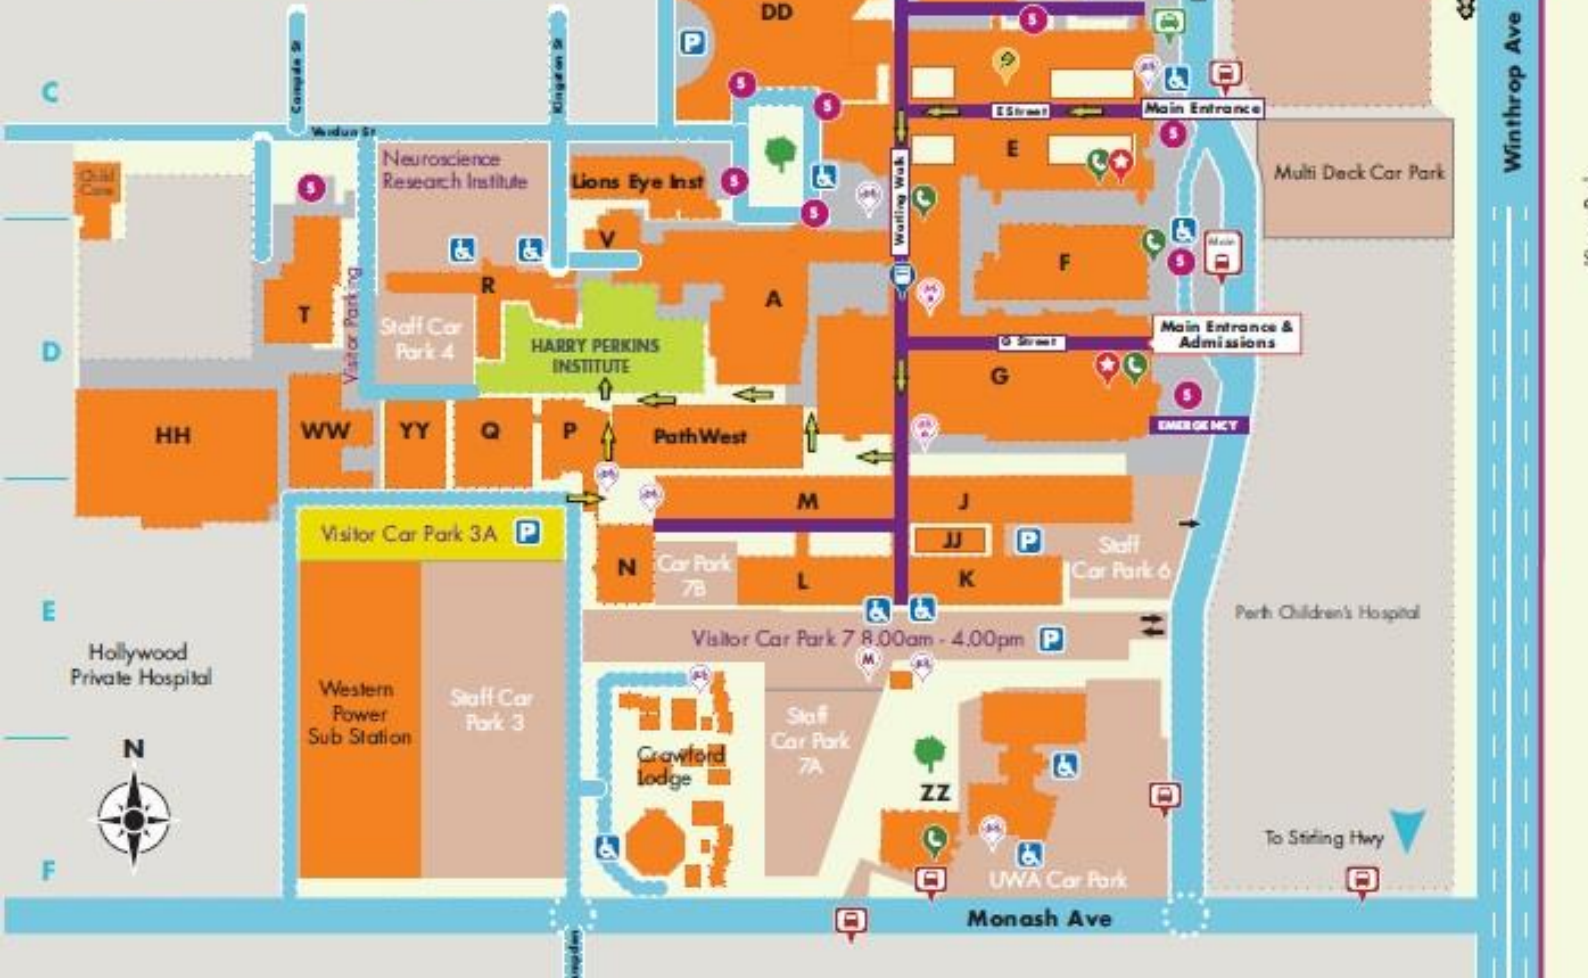 DD
P
S
C
Campden St
Kingston St
Verdun St
E Street
Main Entrance
Winthrop Ave
Child Care
Neuroscience
Research Institute
Lions Eye Inst
E
Watling Walk
Multi Deck Car Park
S
V
F
Main
R
A
T
Visitor Parking
Staff Car
Park 4
HARRY PERKINS
INSTITUTE
D
G Street
Main Entrance &
Admissions
G
S
EMERGENCY
HH
WW
YY
Q
P
PathWest
M
J
Visitor Car Park 3A P
JJ
P
N
Car Park
7B
L
K
Staff
Car Park 6
E
Visitor Car Park 7 8.00am - 4.00pm P
Perth Children's Hospital
M
Hollywood
Private Hospital
Western
Power
Sub Station
Staff Car
Park 3
Crawford
Lodge
Staff
Car Park
7A
N
ZZ
To Stirling Hwy
F
UWA Car Park
Monash Ave